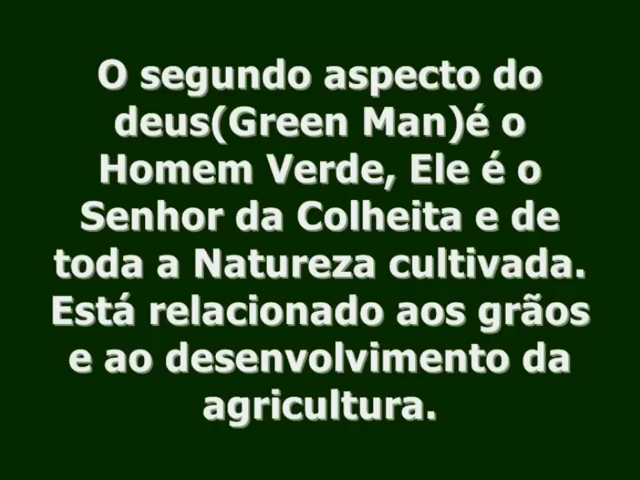 O segundo aspecto do
deus(Green Man)é o
Homem Verde, Ele é o
Senhor da Colheita e de
toda a Natureza cultivada.
Está relacionado aos grãos
e ao desenvolvimento da
agricultura.